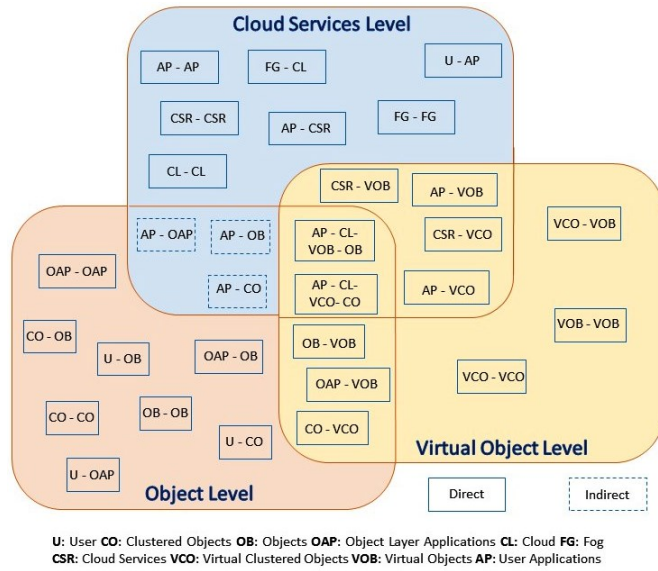 Cloud Services Level
AP - AP
FG - CL
U - AP
CSR - CSR
AP - CSR
FG - FG
CL - CL
CSR - VOB
AP - VOB
AP - OAP
AP - OB
AP - CL-
VOB - OB
CSR - VCO
VCO - VOB
OAP - OAP
AP - CO
AP - CL-
VCO- CO
AP - VCO
CO - OB
U - OB
OAP - OB
OB - VOB
VOB - VOB
OAP - VOB
VCO - VCO
CO - CO
OB - OB
U - CO
CO - VCO
Virtual Object Level
U - OAP
Object Level
Direct
Indirect
U: User CO: Clustered Objects OB: Objects OAP: Object Layer Applications CL: Cloud FG: Fog
CSR: Cloud Services VCO: Virtual Clustered Objects VOB: Virtual Objects AP: User Applications